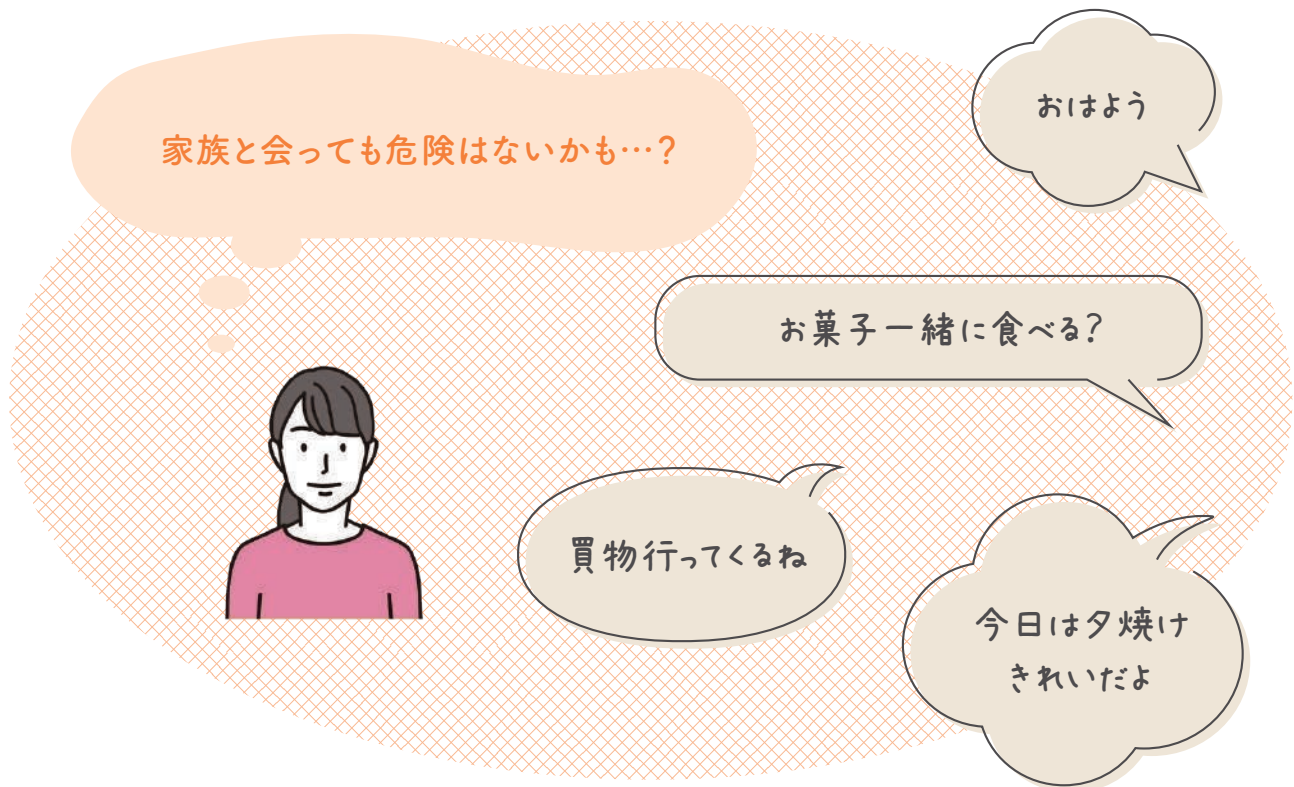 おはよう
家族と会っても危険はないかも…？
お菓子一緒に食べる？
買物行ってくるね
今日は夕焼け
きれいだよ